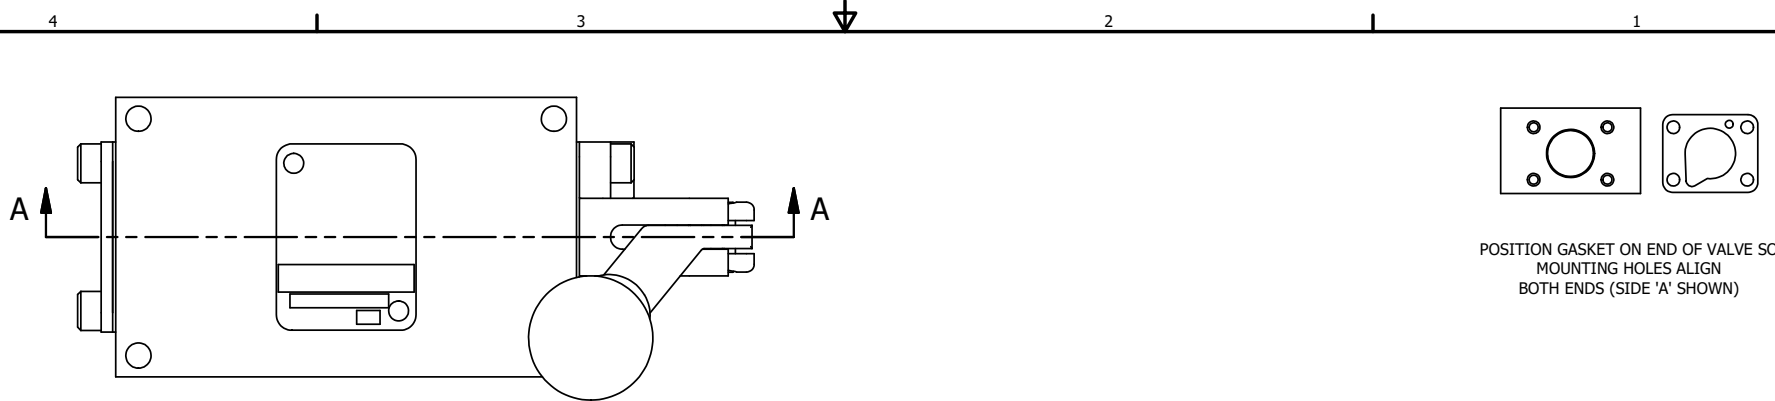 4 3 2 1
A A
POSITION GASKET ON END OF VALVE SO
MOUNTING HOLES ALIGN
BOTH ENDS (SIDE 'A' SHOWN)